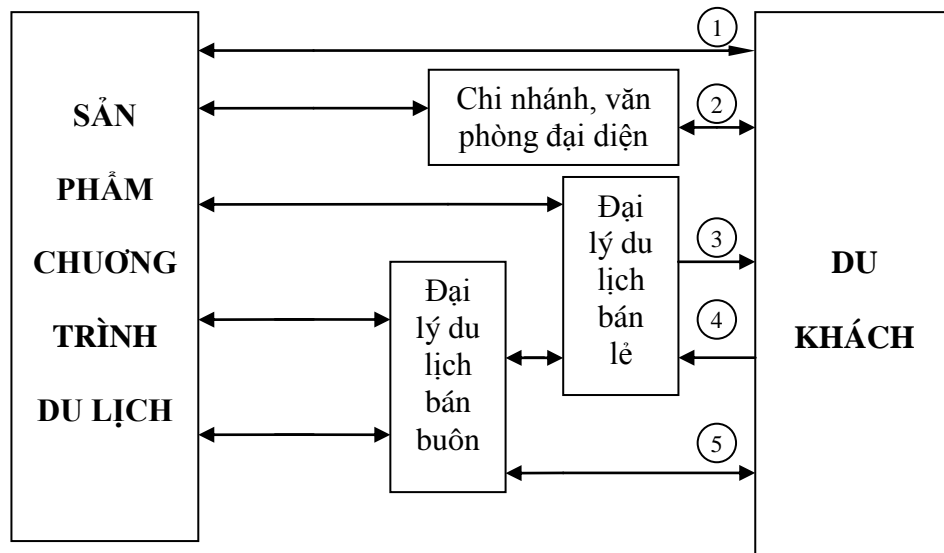 SẢN
PHẨM
CHUƠNG
TRÌNH
DU LỊCH
1
Chi nhánh, văn
phòng đại diện
2
Đại
lý du
lịch
bán
lẻ
3
4
Đại
lý du
lịch
bán
buôn
5
DU
KHÁCH